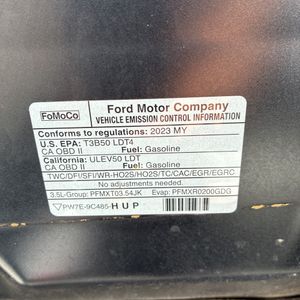 FoMoCo
Ford Motor Company
VEHICLE EMISSION CONTROL INFORMATION
Conforms to regulations: 2023 MY
U.S. EPA: T3B50 LDT4
CA OBD II Fuel: Gasoline
California: ULEV50 LDT
CA OBD II Fuel: Gasoline
TWC/DFI/SFI/WR-HO2S/HO2S/TC/CAC/EGR/EGRC
No adjustments needed.
3.5L-Group: PFMXT03.54JK Evap: PFMXR0200GDG
PW7E-9C485-HUP